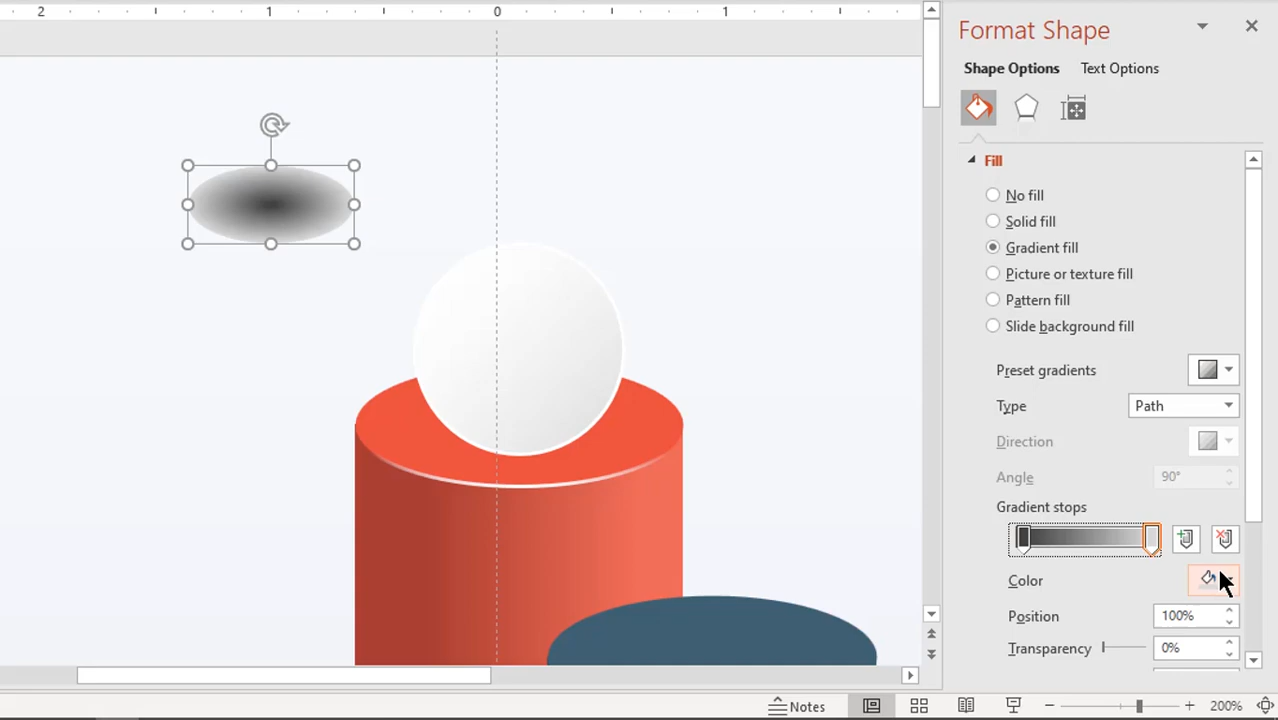 2 1 0 1
Format Shape
Shape Options Text Options
Fill
No fill
Solid fill
Gradient fill
Picture or texture fill
Pattern fill
Slide background fill
Preset gradients
Type Path
Direction
Angle 90°
Gradient stops
Color
Position 100%
Transparency 0%
Notes 200%